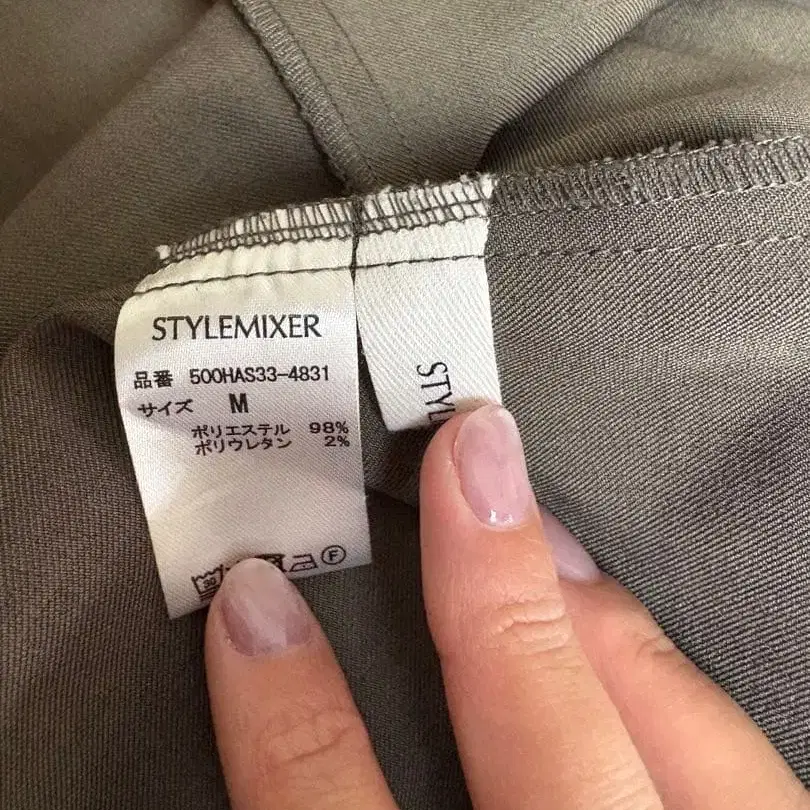 STYLEMIXER
品番 500HAS33-4831
サイズ M
ポリエステル 98%
ポリウレタン 2%
30
F
STYL